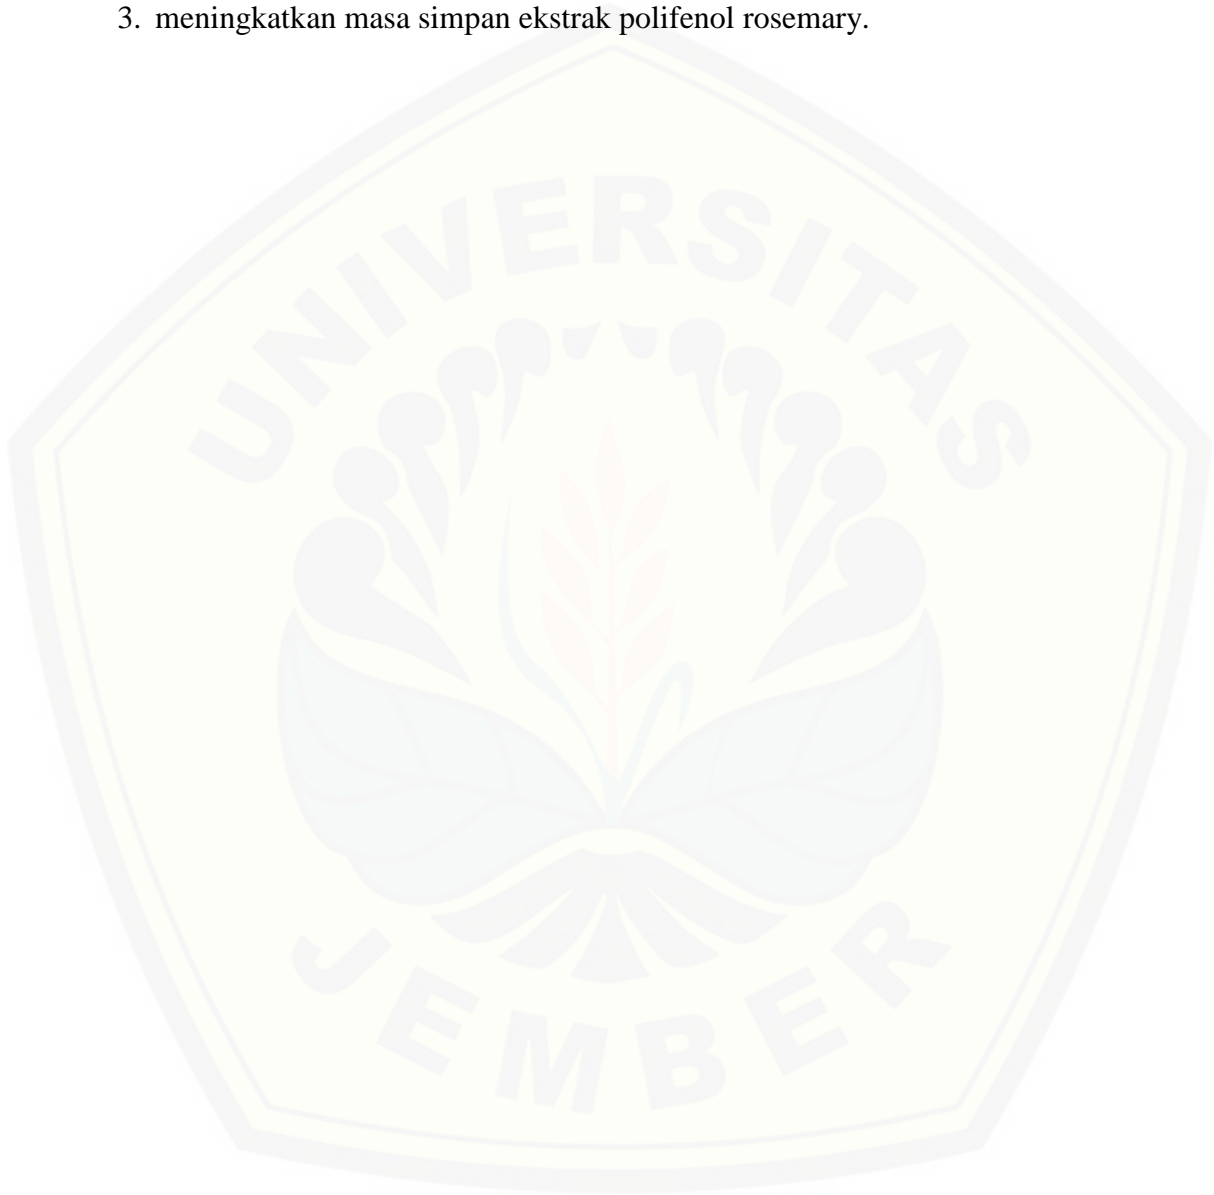 3. meningkatkan masa simpan ekstrak polifenol rosemary.
UNIVERSITAS
JEMBER